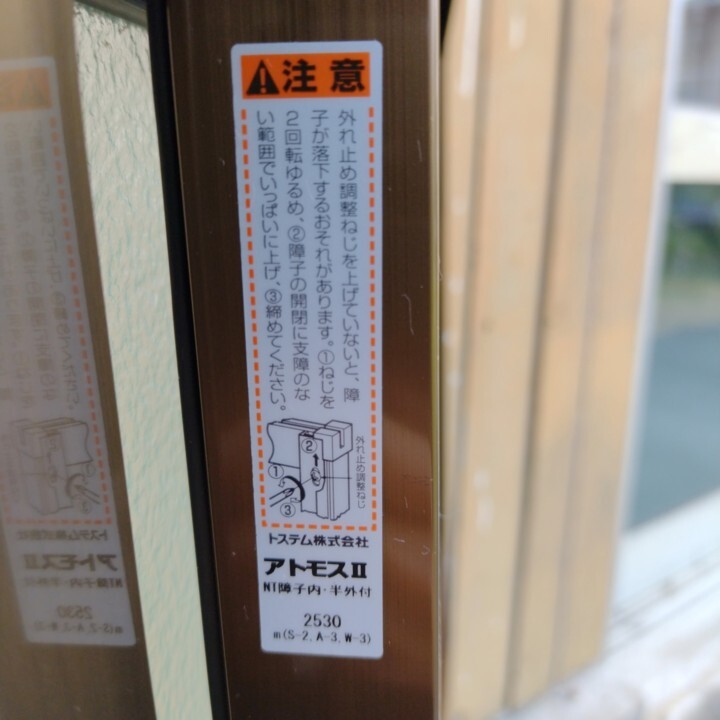 注意
外れ止め調整ねじを上げていないと、障
子が落下するおそれがあります。①ねじを
2回転ゆるめ、②障子の開閉に支障のな
い範囲でいっぱいに上げ、③締めてください。
②
①
③
外れ止め調整ねじ
トステム株式会社
アトモスⅡ
NT障子内・半外付
2530
m(S-2,A-3,W-3)